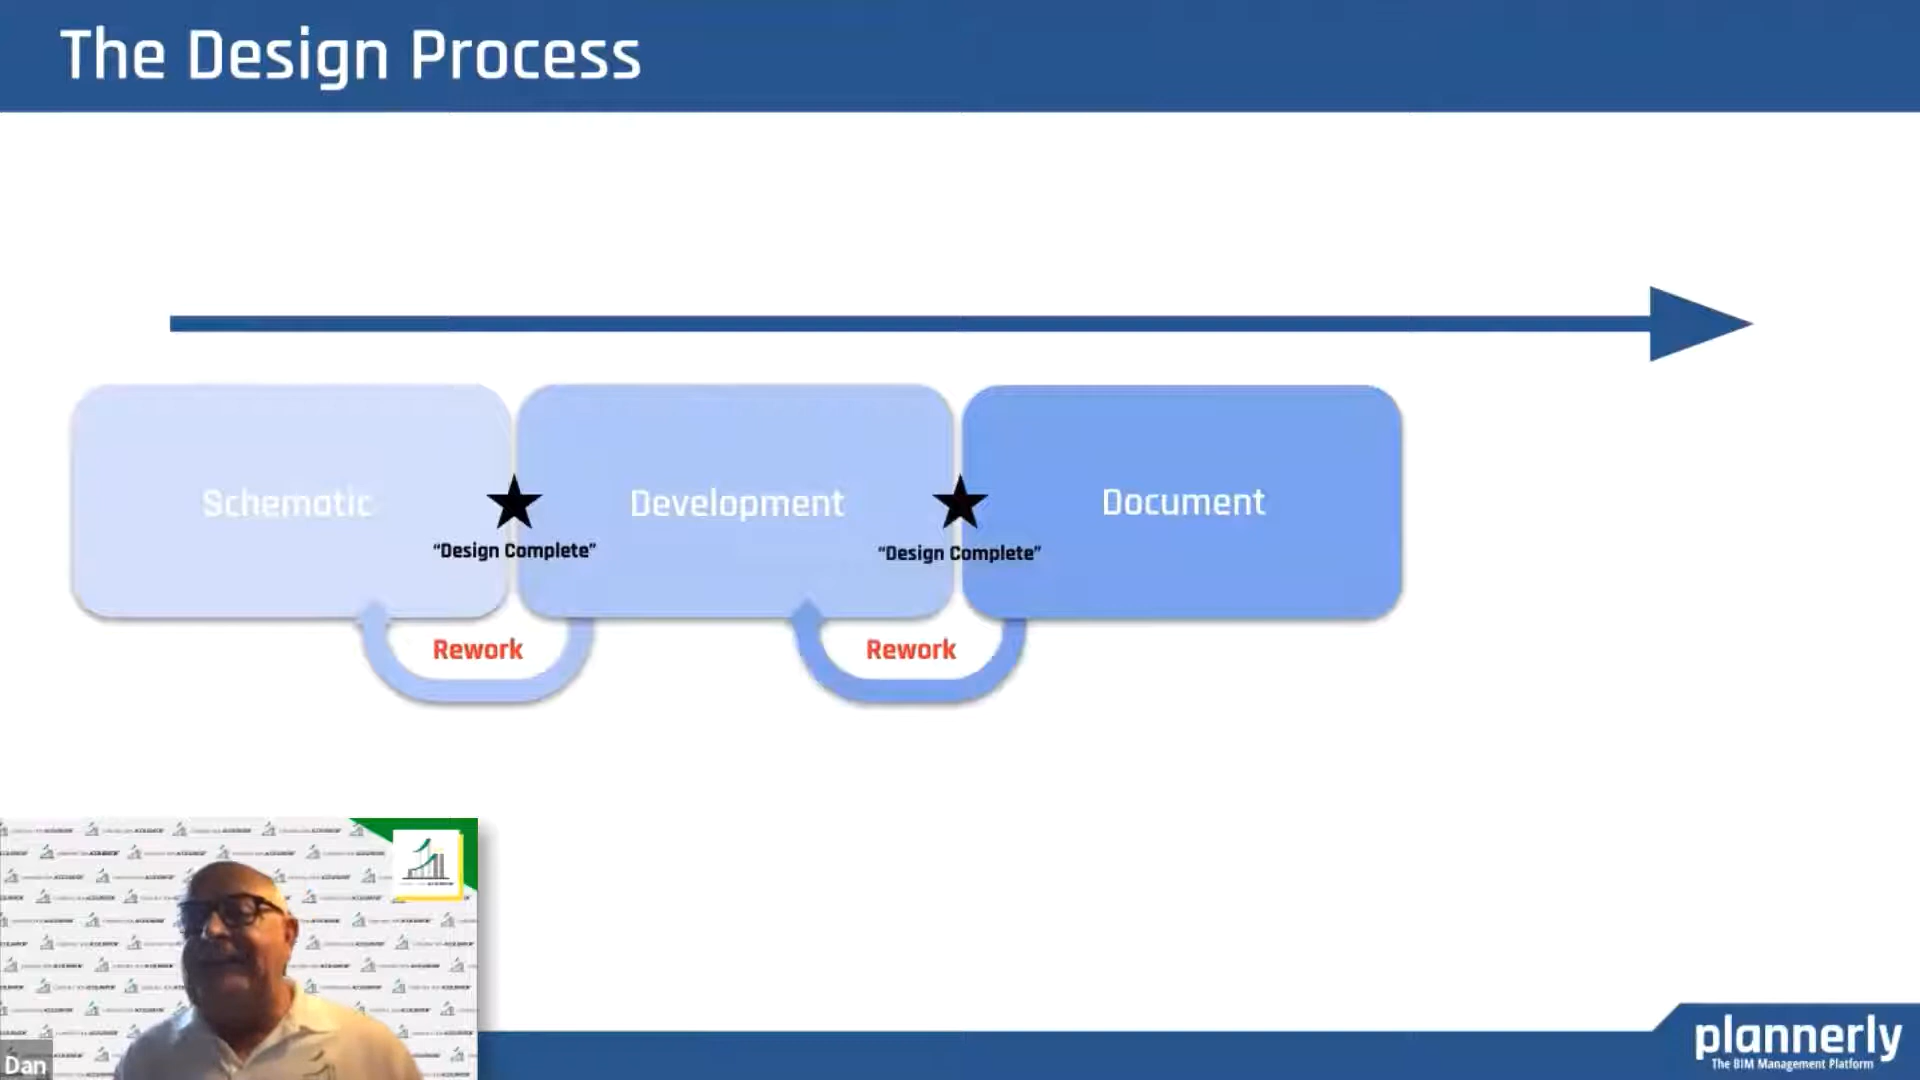 The Design Process
Schematic
Development
Document
“Design Complete”
“Design Complete”
Rework
Rework
Dan
plannerly
The BIM Management Platform